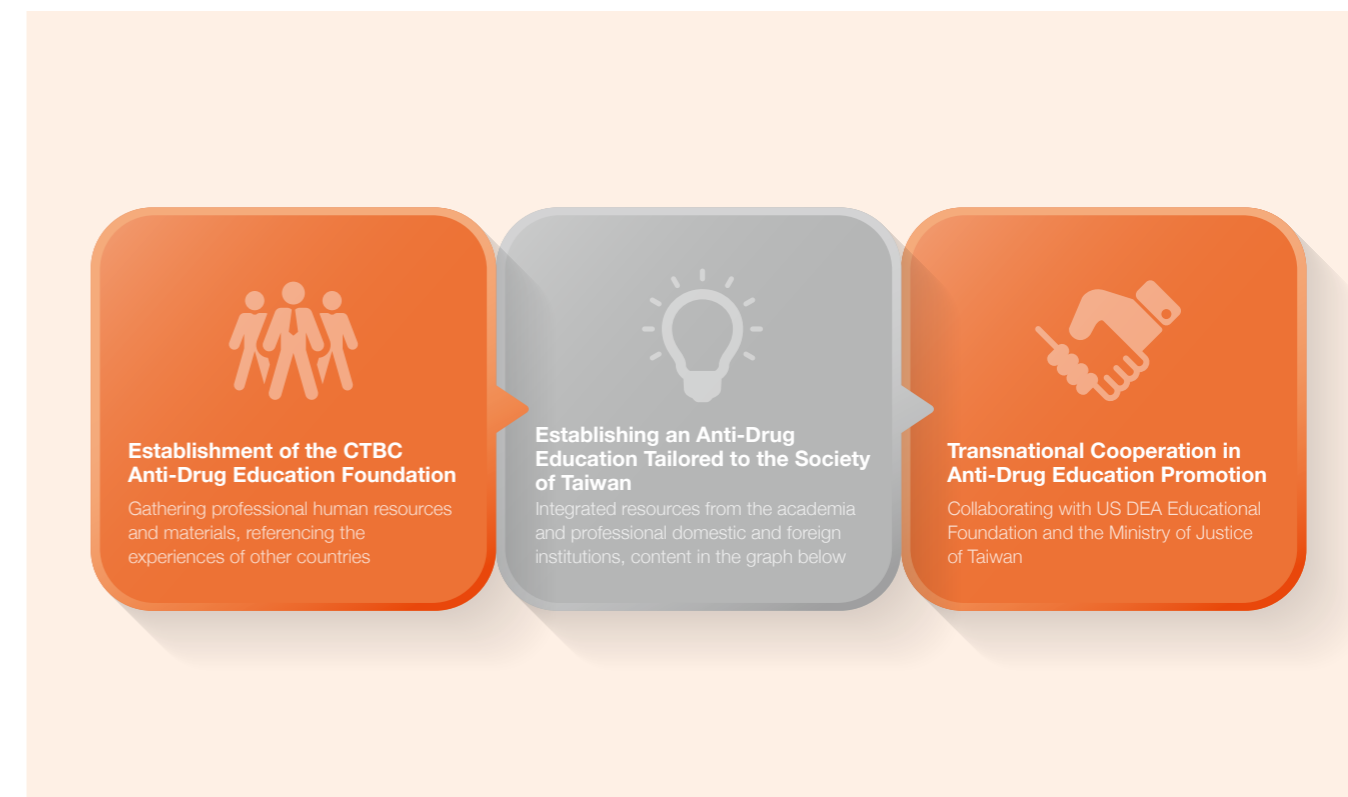 Establishment of the CTBC
Anti-Drug Education Foundation
Gathering professional human resources
and materials, referencing the
experiences of other countries
Establishing an Anti-Drug
Education Tailored to the Society
of Taiwan
Integrated resources from the academia
and professional domestic and foreign
institutions, content in the graph below
Transnational Cooperation in
Anti-Drug Education Promotion
Collaborating with US DEA Educational
Foundation and the Ministry of Justice
of Taiwan